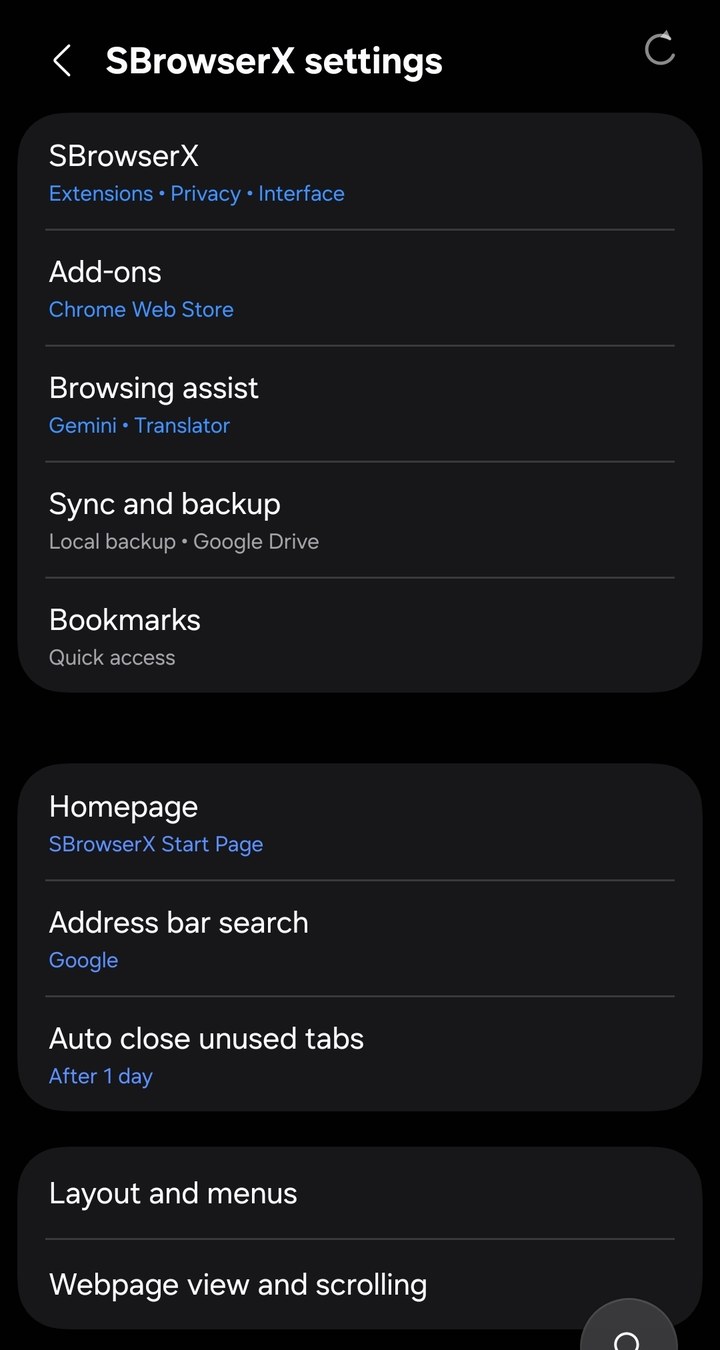 SBrowserX settings
SBrowserX
Extensions • Privacy • Interface
Add-ons
Chrome Web Store
Browsing assist
Gemini • Translator
Sync and backup
Local backup • Google Drive
Bookmarks
Quick access
Homepage
SBrowserX Start Page
Address bar search
Google
Auto close unused tabs
After 1 day
Layout and menus
Webpage view and scrolling